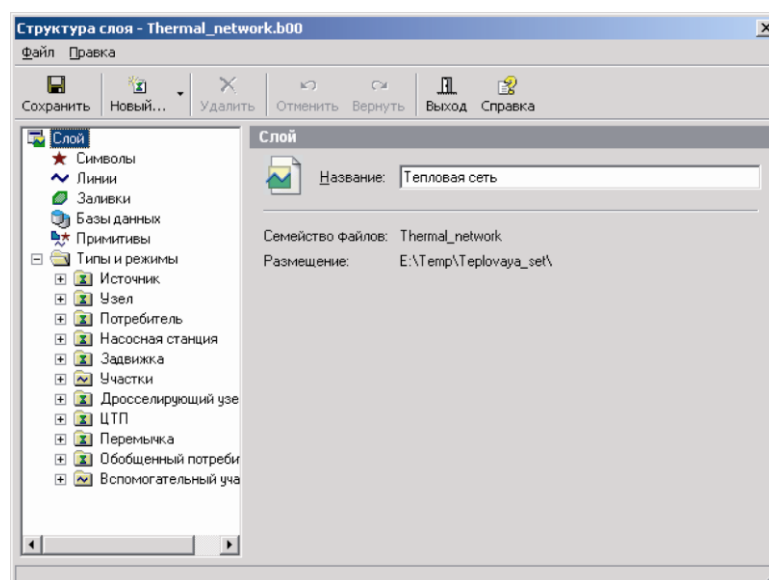 Структура слоя - Thermal_network.b00
Файл Правка
Сохранить Новый... Удалить Отменить Вернуть Выход Справка
Слой
Символы
Линии
Заливки
Базы данных
Примитивы
Типы и режимы
Источник
Узел
Потребитель
Насосная станция
Задвижка
Участки
Дросселирующий узе
ЦТП
Перемычка
Обобщенный потреби
Вспомогательный уча
Слой
Название: Тепловая сеть
Семейство файлов: Thermal_network
Размещение: E:\Temp\Teplovaya_set\